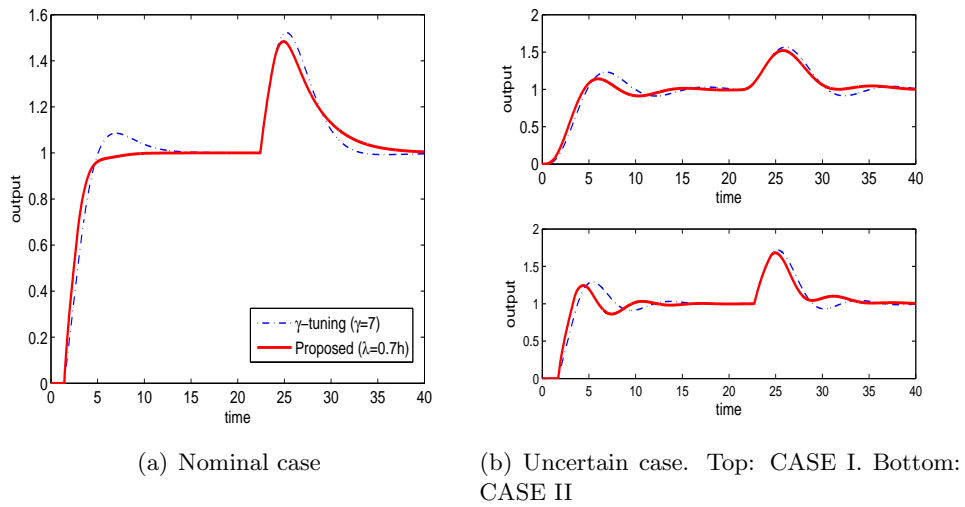 1.6
1.4
1.2
1
0.8
0.6
0.4
0.2
0
output
0 5 10 15 20 25 30 35 40
time
γ−tuning (γ=7)
Proposed (λ=0.7h)
(a) Nominal case
2
1.5
1
0.5
0
output
0 5 10 15 20 25 30 35 40
time
2
1.5
1
0.5
0
output
0 5 10 15 20 25 30 35 40
time
(b) Uncertain case. Top: CASE I. Bottom:
CASE II